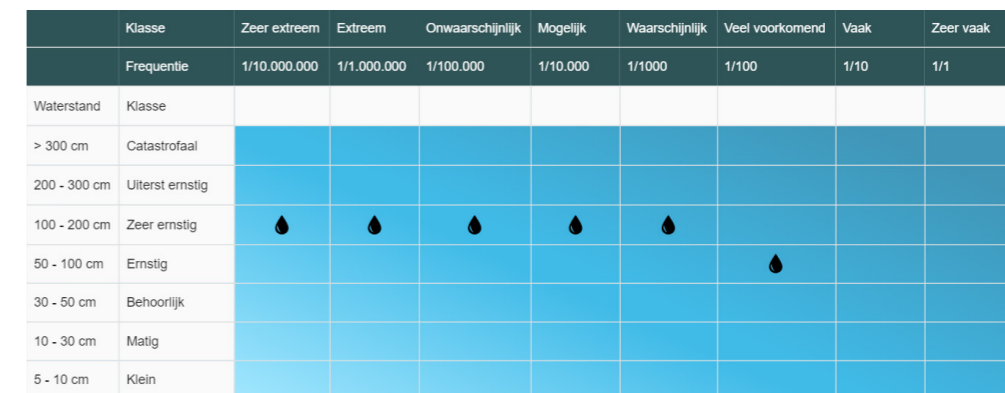 Klasse Zeer extreem Extreem Onwaarschijnlijk Mogelijk Waarschijnlijk Veel voorkomend Vaak Zeer vaak
Frequentie 1/10.000.000 1/1.000.000 1/100.000 1/10.000 1/1000 1/100 1/10 1/1
Waterstand Klasse
> 300 cm Catastrofaal
200 - 300 cm Uiterst ernstig
100 - 200 cm Zeer ernstig
50 - 100 cm Ernstig
30 - 50 cm Behoorlijk
10 - 30 cm Matig
5 - 10 cm Klein